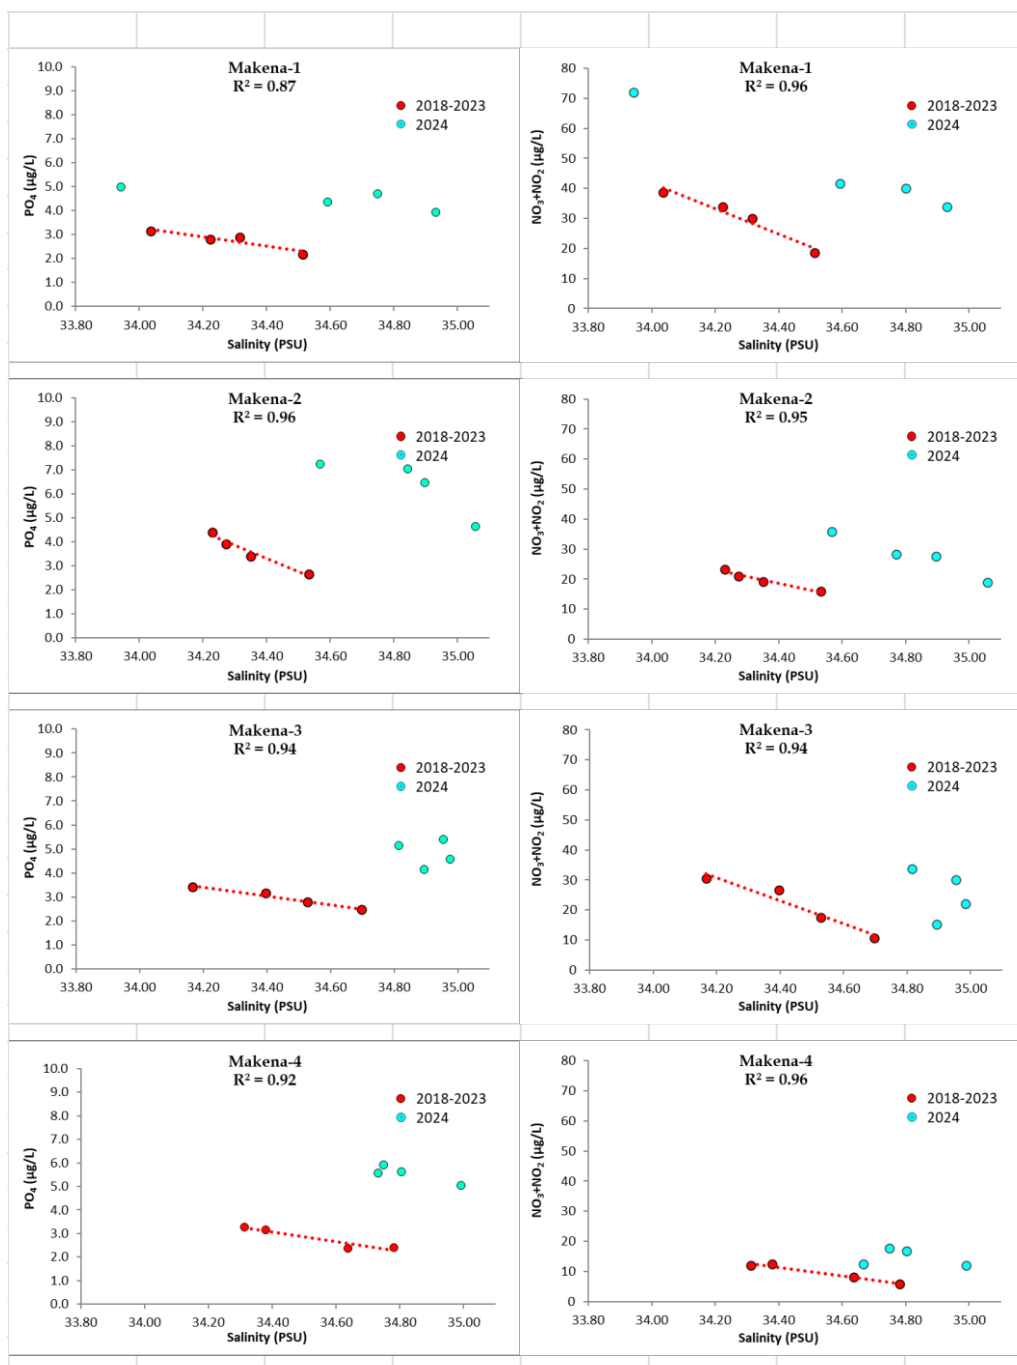 Makena-1
R² = 0.87
2018-2023
2024
PO₄ (µg/L)
10.0
9.0
8.0
7.0
6.0
5.0
4.0
3.0
2.0
1.0
0.0
33.80 34.00 34.20 34.40 34.60 34.80 35.00
Salinity (PSU)
Makena-1
R² = 0.96
2018-2023
2024
NO₃+NO₂ (µg/L)
80
70
60
50
40
30
20
10
0
33.80 34.00 34.20 34.40 34.60 34.80 35.00
Salinity (PSU)
Makena-2
R² = 0.96
2018-2023
2024
PO₄ (µg/L)
10.0
9.0
8.0
7.0
6.0
5.0
4.0
3.0
2.0
1.0
0.0
33.80 34.00 34.20 34.40 34.60 34.80 35.00
Salinity (PSU)
Makena-2
R² = 0.95
2018-2023
2024
NO₃+NO₂ (µg/L)
80
70
60
50
40
30
20
10
0
33.80 34.00 34.20 34.40 34.60 34.80 35.00
Salinity (PSU)
Makena-3
R² = 0.94
2018-2023
2024
PO₄ (µg/L)
10.0
9.0
8.0
7.0
6.0
5.0
4.0
3.0
2.0
1.0
0.0
33.80 34.00 34.20 34.40 34.60 34.80 35.00
Salinity (PSU)
Makena-3
R² = 0.94
2018-2023
2024
NO₃+NO₂ (µg/L)
80
70
60
50
40
30
20
10
0
33.80 34.00 34.20 34.40 34.60 34.80 35.00
Salinity (PSU)
Makena-4
R² = 0.92
2018-2023
2024
PO₄ (µg/L)
10.0
9.0
8.0
7.0
6.0
5.0
4.0
3.0
2.0
1.0
0.0
33.80 34.00 34.20 34.40 34.60 34.80 35.00
Salinity (PSU)
Makena-4
R² = 0.96
2018-2023
2024
NO₃+NO₂ (µg/L)
80
70
60
50
40
30
20
10
0
33.80 34.00 34.20 34.40 34.60 34.80 35.00
Salinity (PSU)